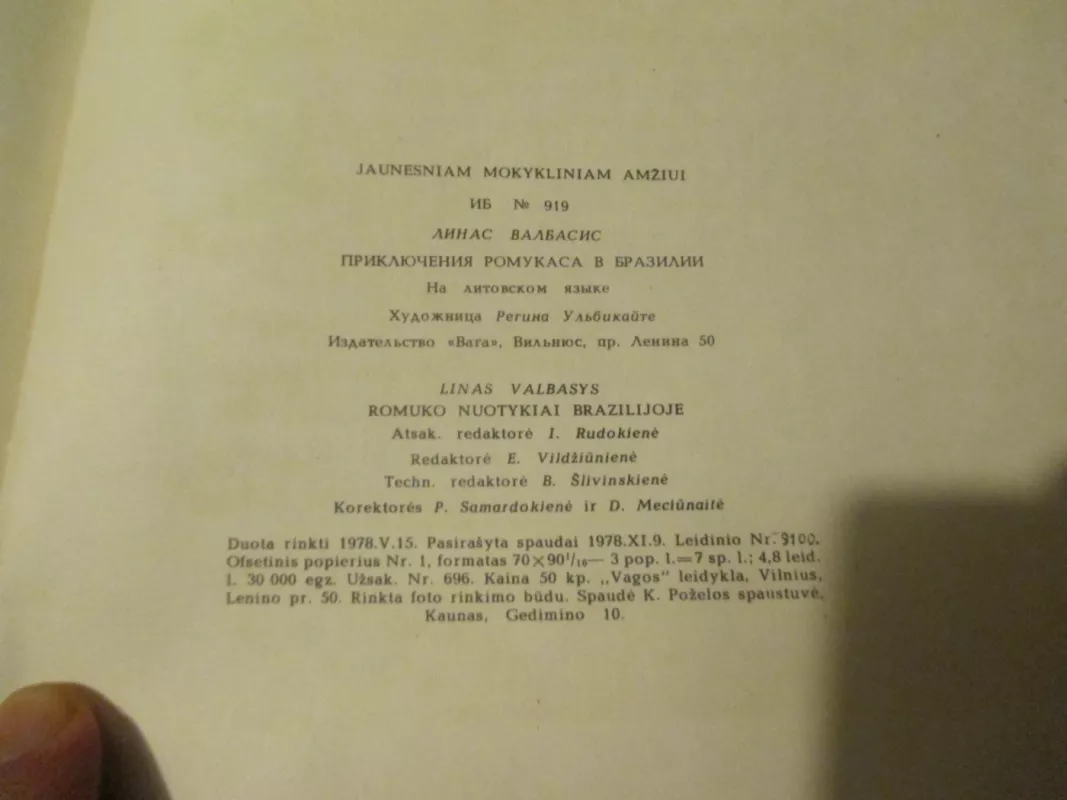 JAUNESNIAM MOKYKLINIAM AMŽIUI
ИБ № 919
ЛИНАС ВАЛБАСИС
ПРИКЛЮЧЕНИЯ РОМУКАСА В БРАЗИЛИИ
На литовском языке
Художница Регина Ульбикайте
Издательство «Вага», Вильнюс, пр. Ленина 50
LINAS VALBASYS
ROMUKO NUOTYKIAI BRAZILIJOJE
Atsak. redaktorė I. Rudokienė
Redaktorė E. Vildžiūnienė
Techn. redaktorė B. Šlivinskienė
Korektorės P. Samardokienė ir D. Mečiūnaitė
Duota rinkti 1978.V.15. Pasirašyta spaudai 1978.XI.9. Leidinio Nr. 9100.
Ofsetinis popierius Nr. 1, formatas 70×90¹/₁₆— 3 pop. l.=7 sp. l.; 4,8 leid.
l. 30 000 egz. Užsak. Nr. 696. Kaina 50 kp. „Vagos" leidykla, Vilnius,
Lenino pr. 50. Rinkta foto rinkimo būdu. Spaudė K. Poželos spaustuvė,
Kaunas, Gedimino 10.